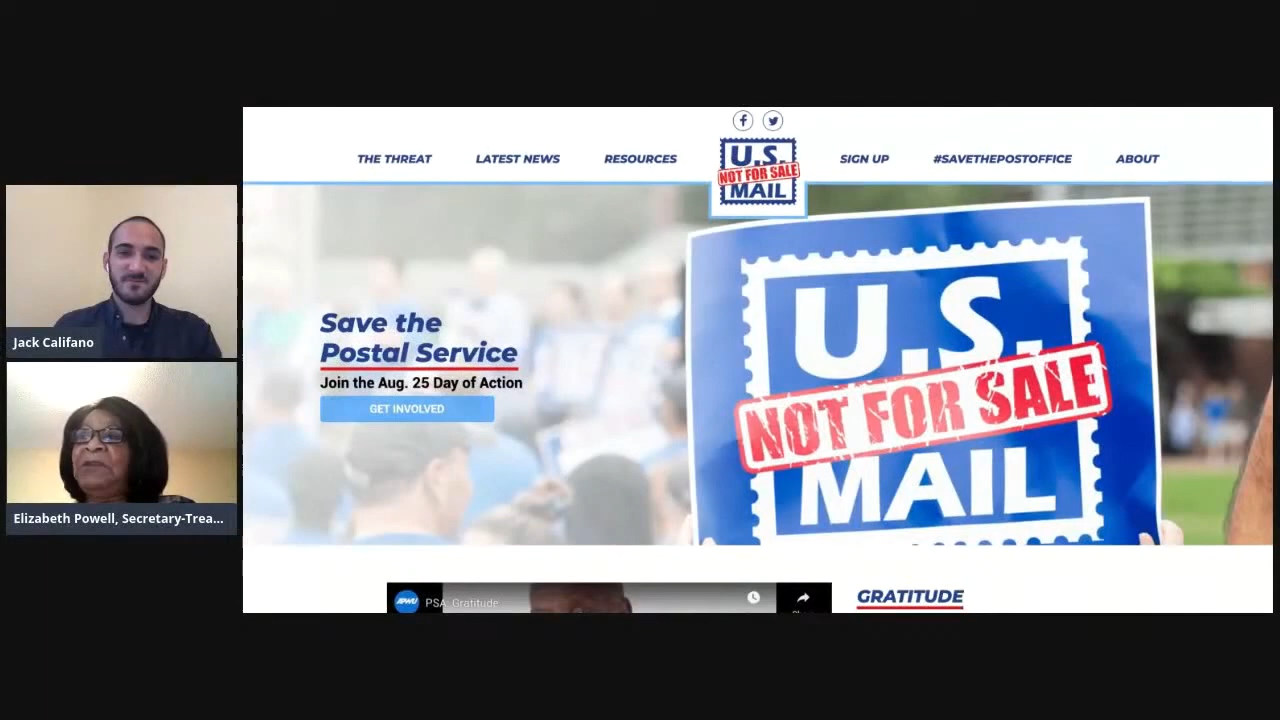 THE THREAT
LATEST NEWS
RESOURCES
U.S.
NOT FOR SALE
MAIL
SIGN UP
#SAVETHEPOSTOFFICE
ABOUT
Jack Califano
Elizabeth Powell, Secretary-Trea...
Save the
Postal Service
Join the Aug. 25 Day of Action
GET INVOLVED
U.S.
NOT FOR SALE
MAIL
APWU
PSA: Gratitude
GRATITUDE